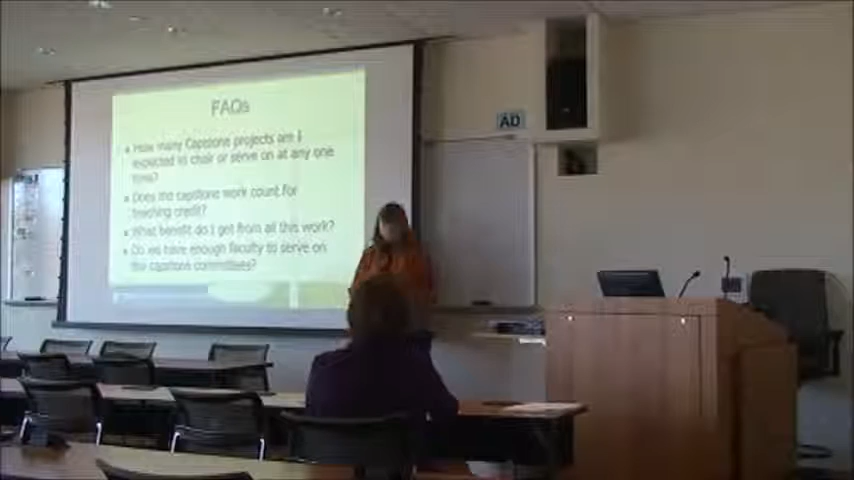 FAQs
How many Capstone projects are I
expected to chair or serve on at any one
time?
Does the capstone work count for
teaching credit?
What benefit do I get from all this work?
Do we have enough faculty to serve on
the capstone committees?
AD